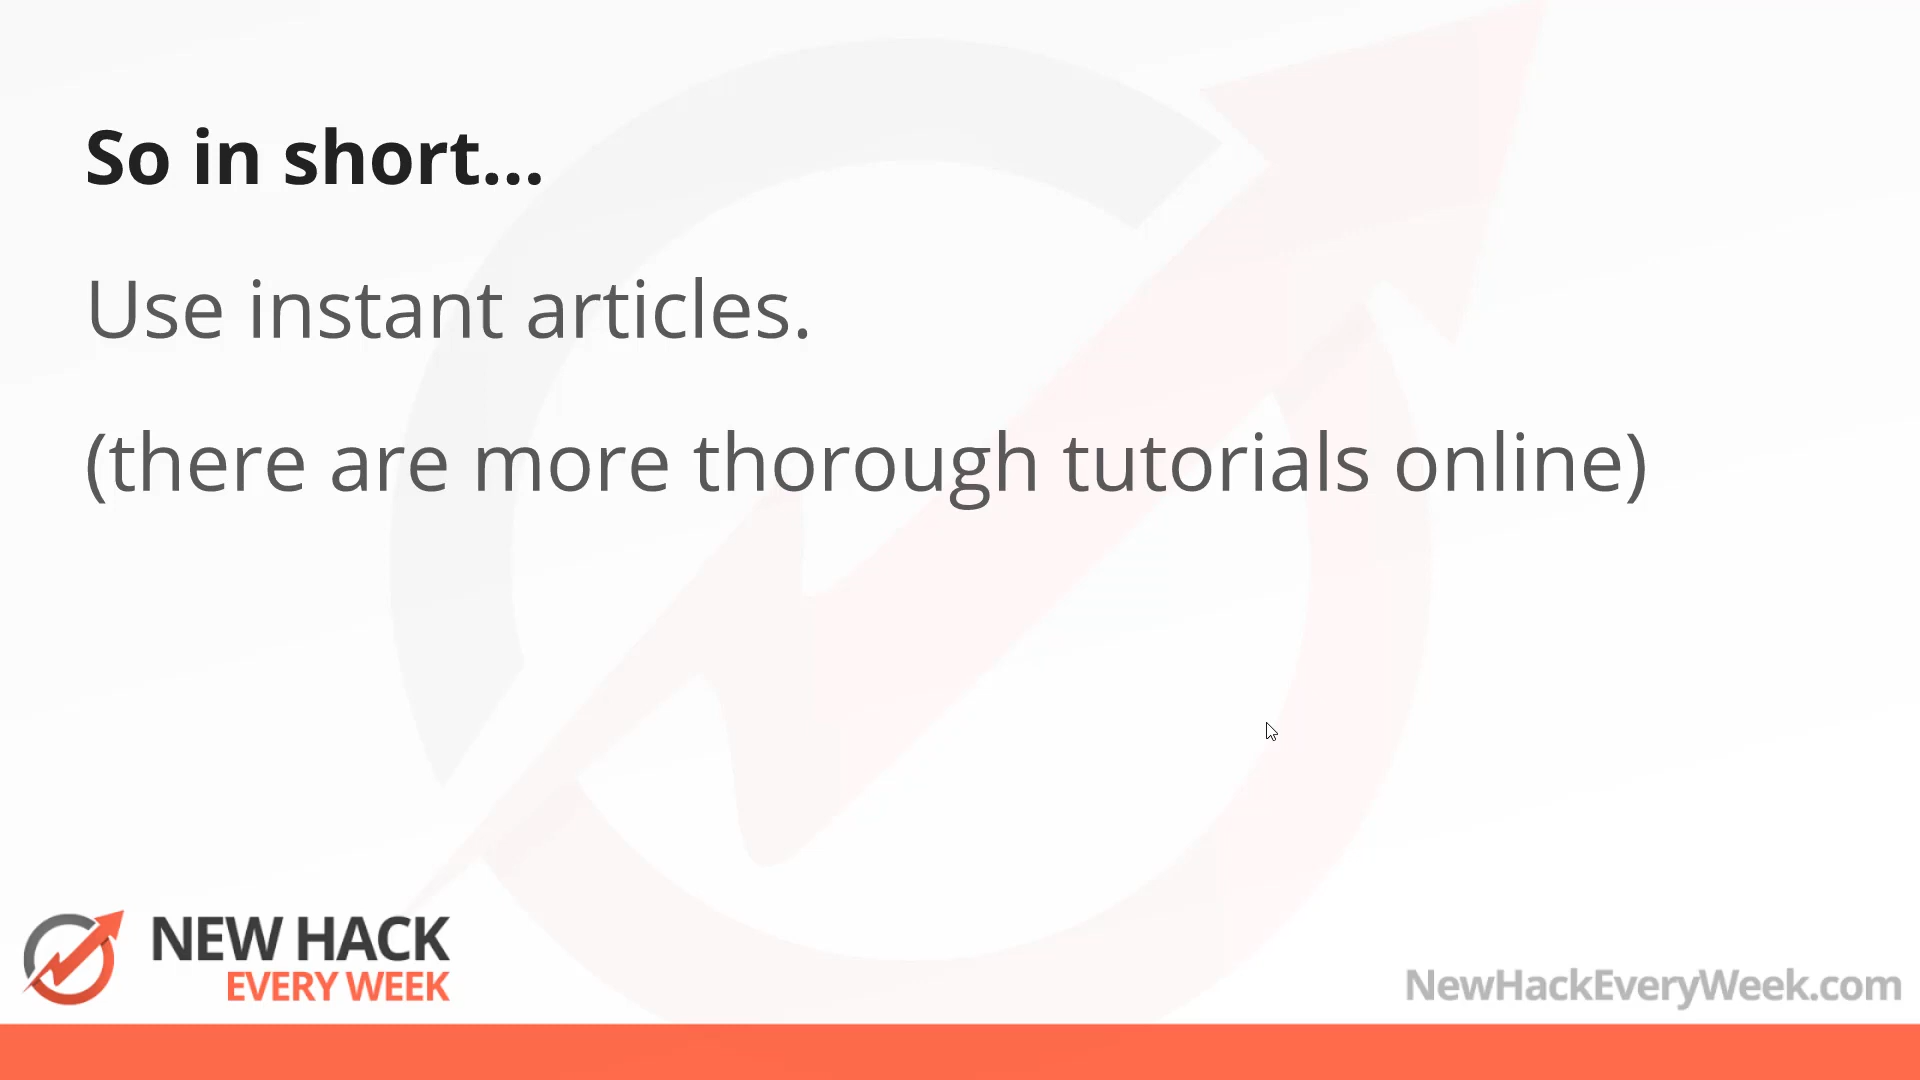 So in short...
Use instant articles.
(there are more thorough tutorials online)
NEW HACK
EVERY WEEK
NewHackEveryWeek.com